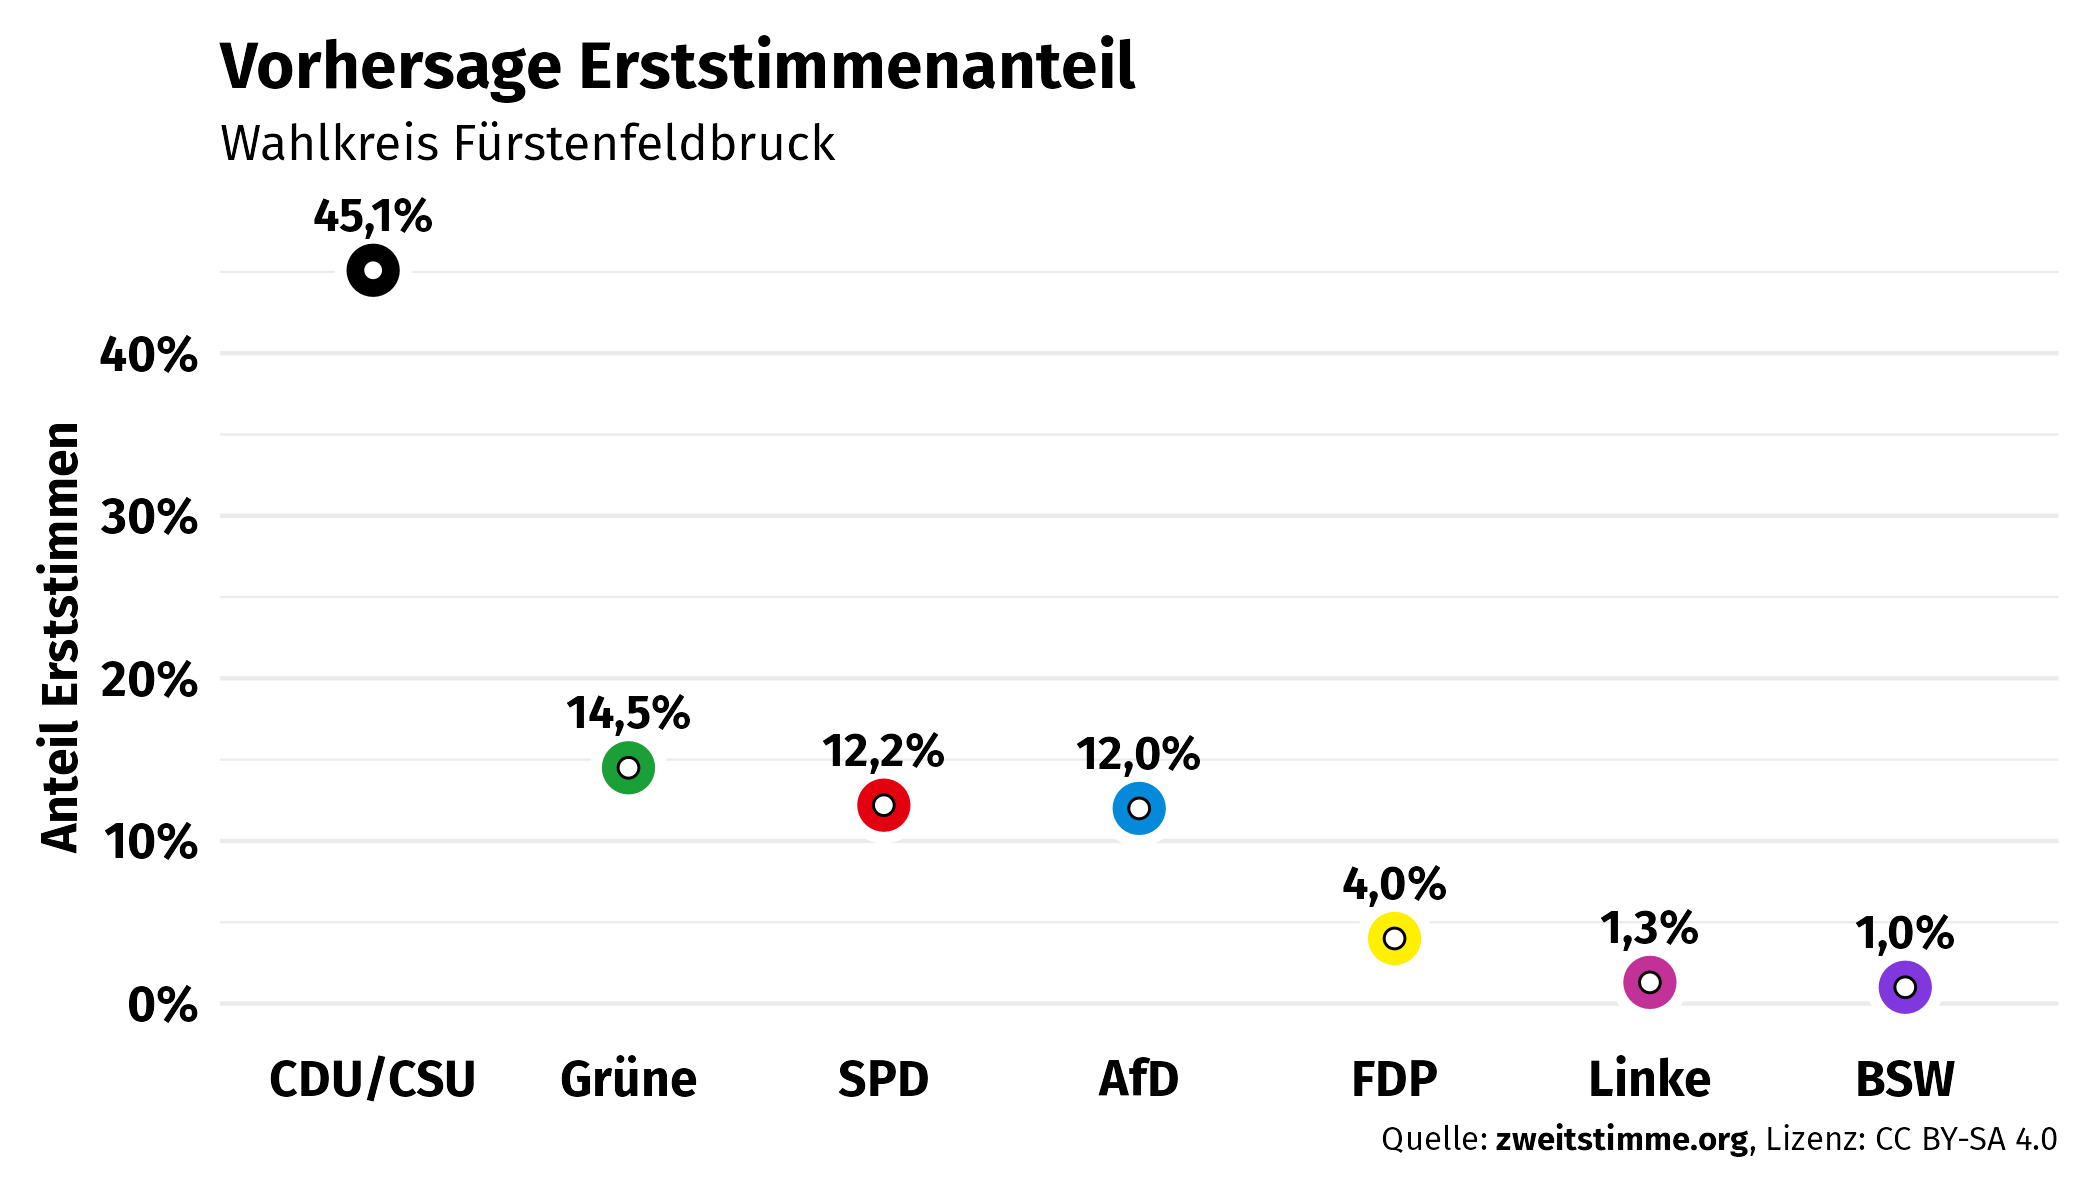 Vorhersage Erststimmenanteil
Wahlkreis Fürstenfeldbruck
45,1%
40%
30%
20%
14,5%
12,2%
12,0%
10%
4,0%
1,3%
1,0%
0%
Anteil Erststimmen
CDU/CSU Grüne SPD AfD FDP Linke BSW
Quelle: zweitstimme.org, Lizenz: CC BY-SA 4.0